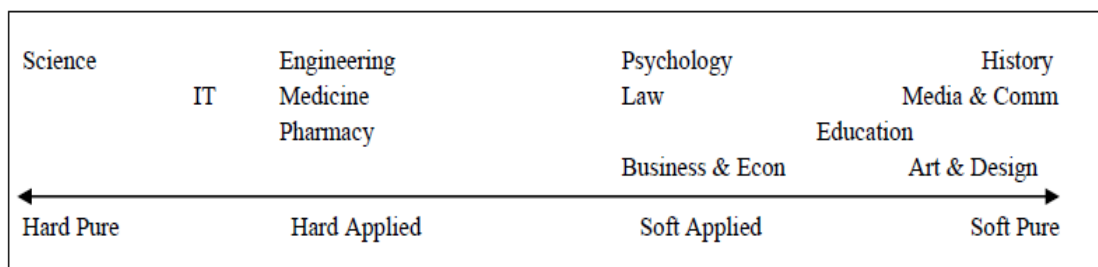 Science Engineering Psychology History
IT Medicine Law Media & Comm
Pharmacy Education
Business & Econ Art & Design
Hard Pure Hard Applied Soft Applied Soft Pure